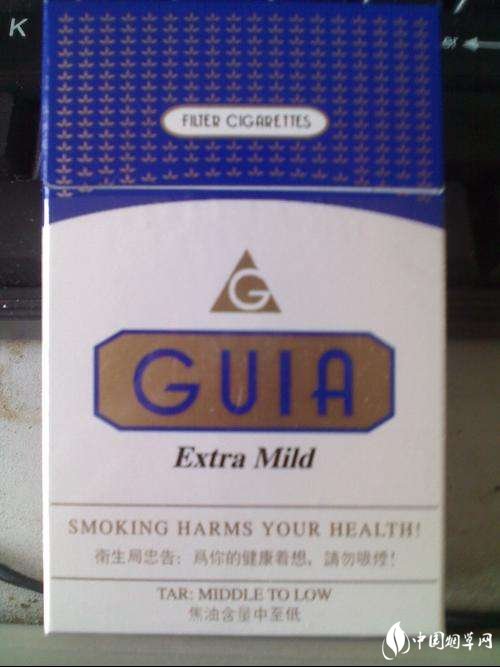 K
FILTER CIGARETTES
G
GUIA
Extra Mild
SMOKING HARMS YOUR HEALTH!
衛生局忠告：爲你的健康着想，請勿吸煙！
TAR: MIDDLE TO LOW
焦油含量中至低
中国烟草网